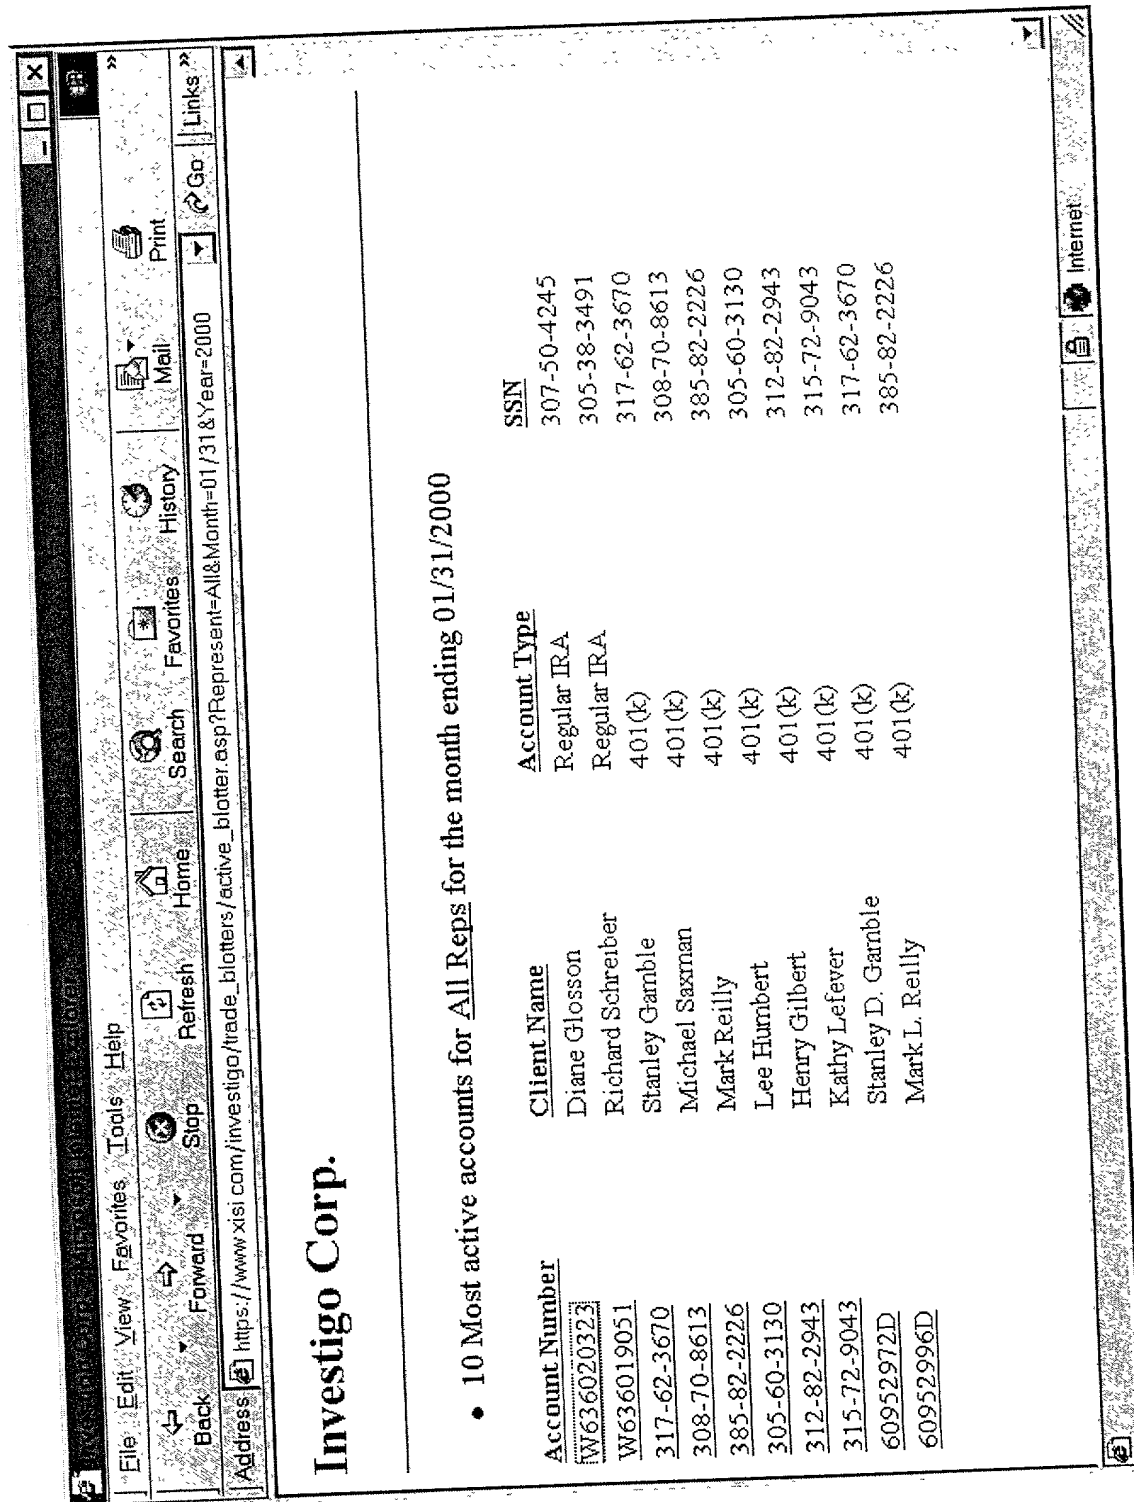 File Edit View Favorites Tools Help
Back Forward Stop Refresh Home Search Favorites History Mail Print »
Address https://www.xisi.com/investigo/trade_blotters/active_blotter.asp?Represent=All&Month=01/31&Year=2000 Go Links »
Investigo Corp.
• 10 Most active accounts for All Reps for the month ending 01/31/2000
Account Number Client Name Account Type SSN
W636020323 Diane Glosson Regular IRA 307-50-4245
W636019051 Richard Schreiber Regular IRA 305-38-3491
317-62-3670 Stanley Gamble 401(k) 317-62-3670
308-70-8613 Michael Saxman 401(k) 308-70-8613
385-82-2226 Mark Reilly 401(k) 385-82-2226
305-60-3130 Lee Humbert 401(k) 305-60-3130
312-82-2943 Henry Gilbert 401(k) 312-82-2943
315-72-9043 Kathy Lefever 401(k) 315-72-9043
60952972D Stanley D. Gamble 401(k) 317-62-3670
60952996D Mark L. Reilly 401(k) 385-82-2226
Internet